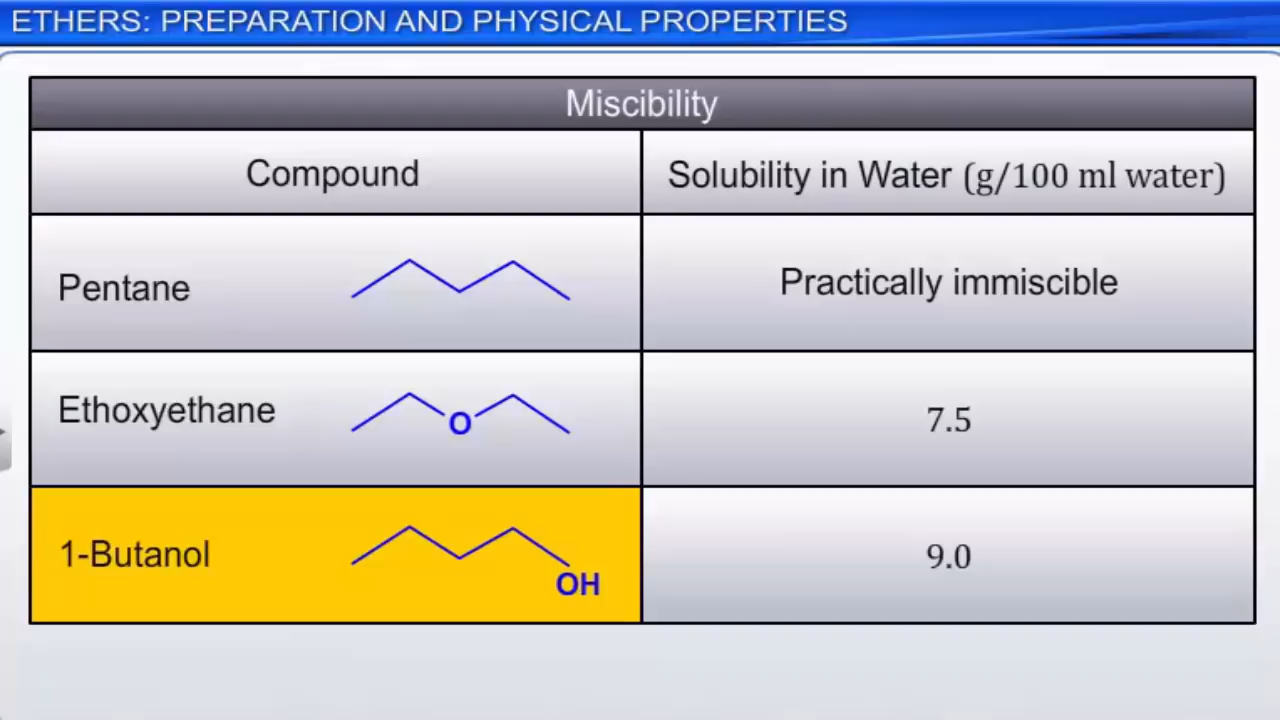 ETHERS: PREPARATION AND PHYSICAL PROPERTIES
Miscibility
Compound
Solubility in Water (g/100 ml water)
Pentane
Practically immiscible
Ethoxyethane
O
7.5
1-Butanol
OH
9.0